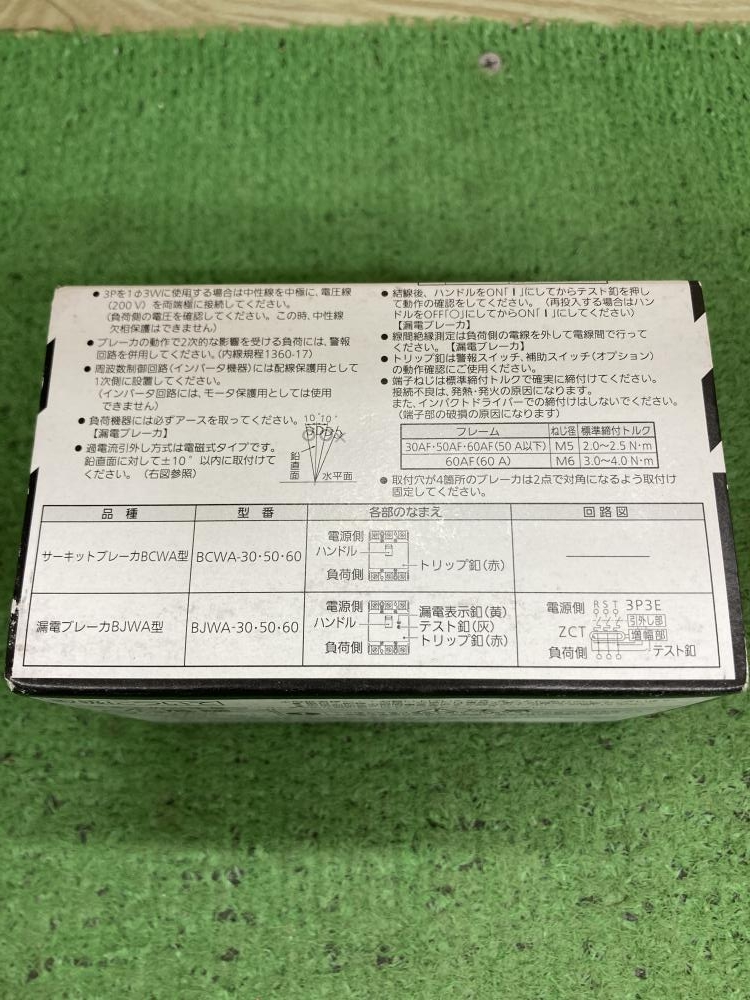 ● 3Pを1φ3Wに使用する場合は中性線を中極に、電圧線
(200V)を両端極に接続してください。
(負荷側の電圧を確認してください。この時、中性線
欠相保護はできません)
● ブレーカの動作で2次的な影響を受ける負荷には、警報
回路を併用してください。(内線規程1360-17)
● 周波数制御回路(インバータ機器)には配線保護用として
1次側に設置してください。
(インバータ回路には、モータ保護用としては使用
できません)
● 負荷機器には必ずアースを取ってください。
【漏電ブレーカ】
● 過電流引外し方式は電磁式タイプです。
鉛直面に対して±10°以内に取付けて
ください。(右図参照)
10°10°
鉛直面
水平面
● 結線後、ハンドルをON「｜」にしてからテスト釦を押し
て動作の確認をしてください。(再投入する場合はハン
ドルをOFF「○」にしてからON「｜」にしてください)
【漏電ブレーカ】
● 線間絶縁測定は負荷側の電線を外して電線間で行って
ください。【漏電ブレーカ】
● トリップ釦は警報スイッチ、補助スイッチ(オプション)
の動作確認にご使用ください。
● 端子ねじは標準締付トルクで確実に締付けてください。
接続不良は、発熱・発火の原因になります。
また、インパクトドライバーでの締付けはしないでください。
(端子部の破損の原因になります)
フレーム ねじ径 標準締付トルク
30AF・50AF・60AF(50A以下) M5 2.0〜2.5N・m
60AF(60A) M6 3.0〜4.0N・m
● 取付穴が4箇所のブレーカは2点で対角になるよう取付け
固定してください。
品種 型番 各部のなまえ 回路図
サーキットブレーカBCWA型 BCWA-30・50・60
電源側
ハンドル
負荷側
トリップ釦(赤)
漏電ブレーカBJWA型 BJWA-30・50・60
電源側
ハンドル
負荷側
漏電表示釦(黄)
テスト釦(灰)
トリップ釦(赤)
電源側 R S T 3P3E
引外し部
ZCT 増幅部
負荷側 テスト釦